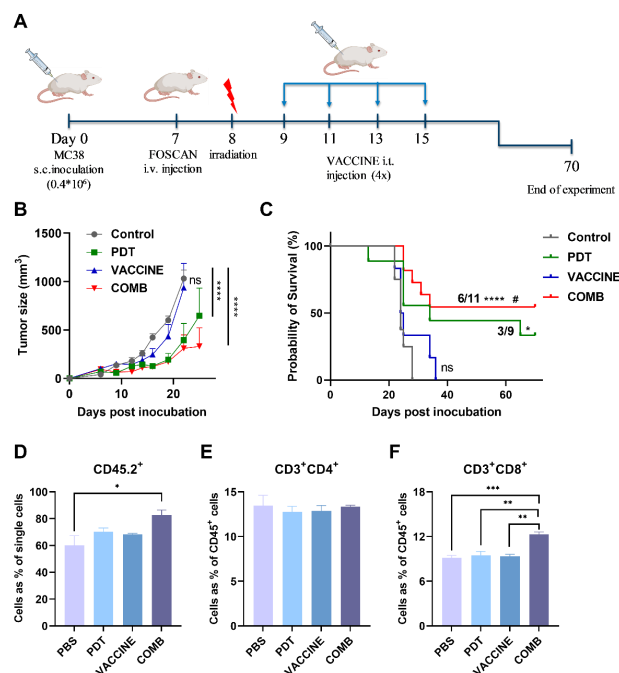 A
Day 0
7
8
9
11
13
15
70
MC38
s.c.inoculation
(0.4*10⁶)
FOSCAN
i.v. injection
irradiation
VACCINE i.t.
injection (4x)
End of experiment
B
Control
PDT
VACCINE
COMB
Tumor size (mm³)
1500
1000
500
0
0
10
20
Days post inocubation
ns
****
****
C
Control
PDT
VACCINE
COMB
Probability of Survival (%)
100
50
0
0
20
40
60
Days post inocubation
6/11 **** #
3/9 *
ns
D
CD45.2⁺
Cells as % of single cells
100
80
60
40
20
0
*
PBS
PDT
VACCINE
COMB
E
CD3⁺CD4⁺
Cells as % of CD45⁺ cells
15
10
5
0
PBS
PDT
VACCINE
COMB
F
CD3⁺CD8⁺
Cells as % of CD45⁺ cells
20
15
10
5
0
***
**
**
PBS
PDT
VACCINE
COMB